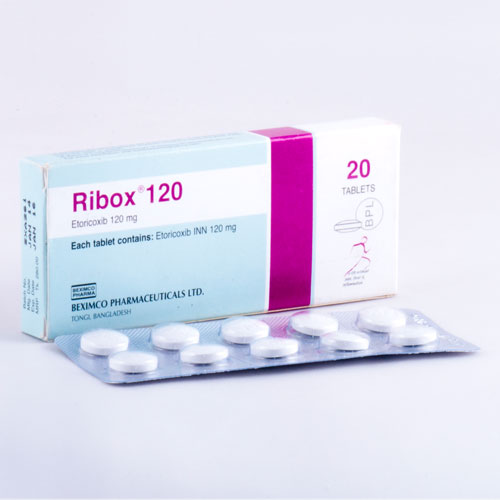 Ribox® 120
Etoricoxib 120 mg
Each tablet contains: Etoricoxib INN 120 mg
BEXIMCO
PHARMA
BEXIMCO PHARMACEUTICALS LTD.
TONGI, BANGLADESH
20
TABLETS
BPL